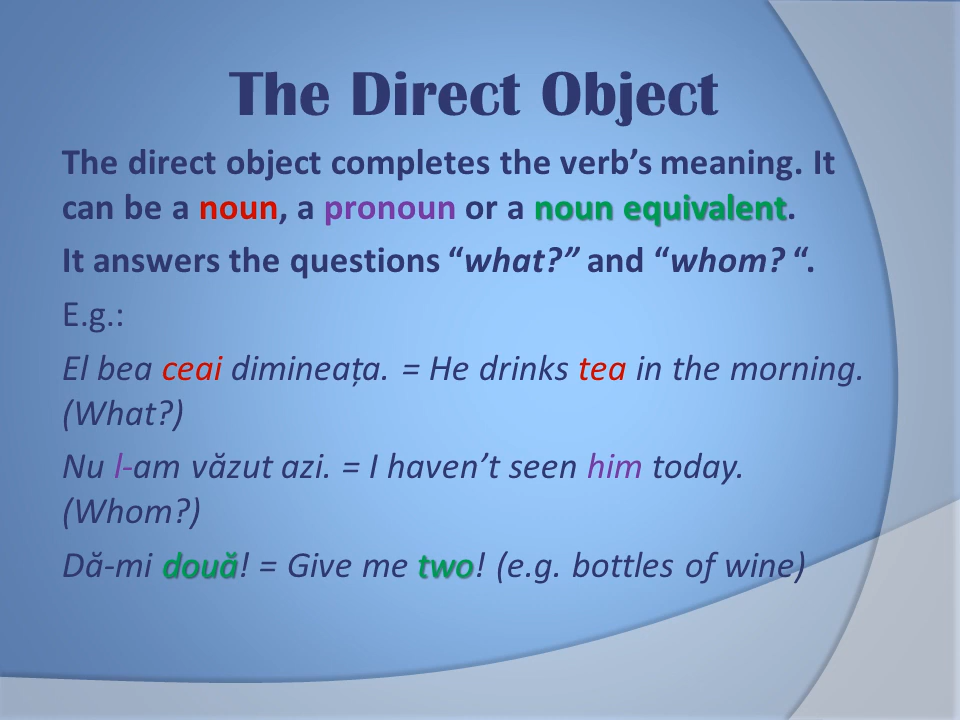 The Direct Object
The direct object completes the verb’s meaning. It
can be a noun, a pronoun or a noun equivalent.
It answers the questions “what?” and “whom? “.
E.g.:
El bea ceai dimineața. = He drinks tea in the morning.
(What?)
Nu l-am văzut azi. = I haven’t seen him today.
(Whom?)
Dă-mi două! = Give me two! (e.g. bottles of wine)